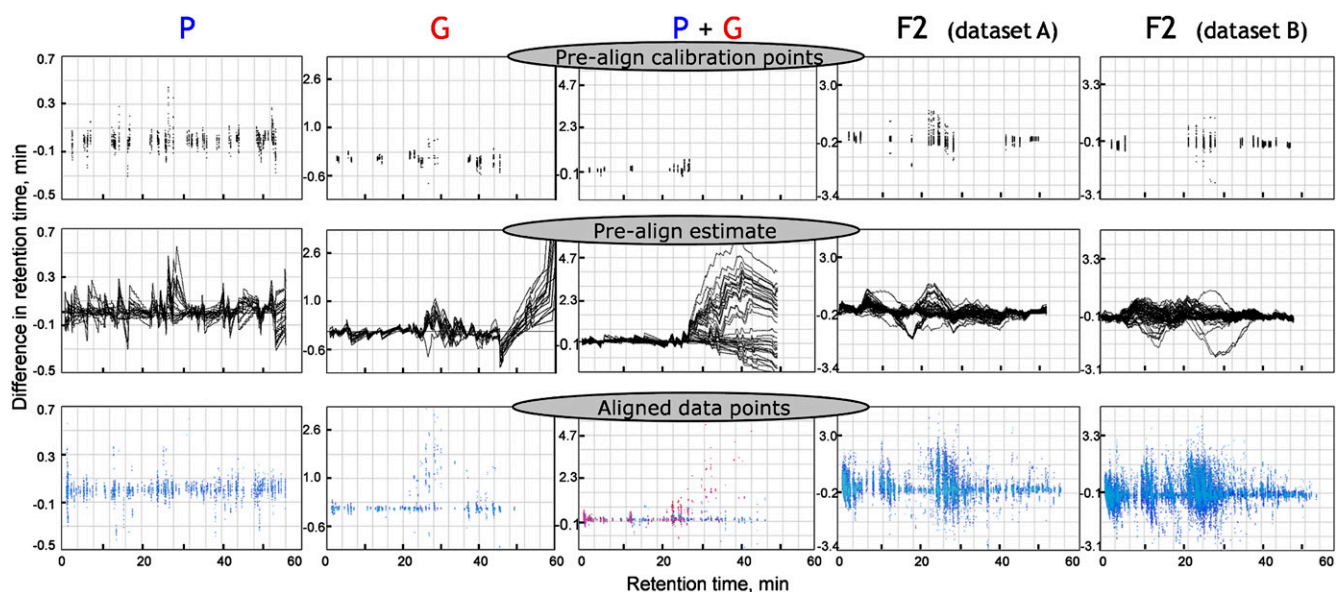 P G P + G F2 (dataset A) F2 (dataset B)
Pre-align calibration points
0.7 0.3 -0.1 -0.5
2.6 1.0 -0.6
4.7 2.3 -0.1
3.0 -0.2 -3.4
3.3 -0.1 -3.1
Pre-align estimate
0.7 0.3 -0.1 -0.5
2.6 1.0 -0.6
4.7 2.3 -0.1
3.0 -0.2 -3.4
3.3 -0.1 -3.1
Aligned data points
0.7 0.3 -0.1 -0.5
2.6 1.0 -0.6
4.7 2.3 -0.1
3.0 -0.2 -3.4
3.3 -0.1 -3.1
0 20 40 60 0 20 40 60 0 20 40 60 0 20 40 60 0 20 40 60
Difference in retention time, min
Retention time, min